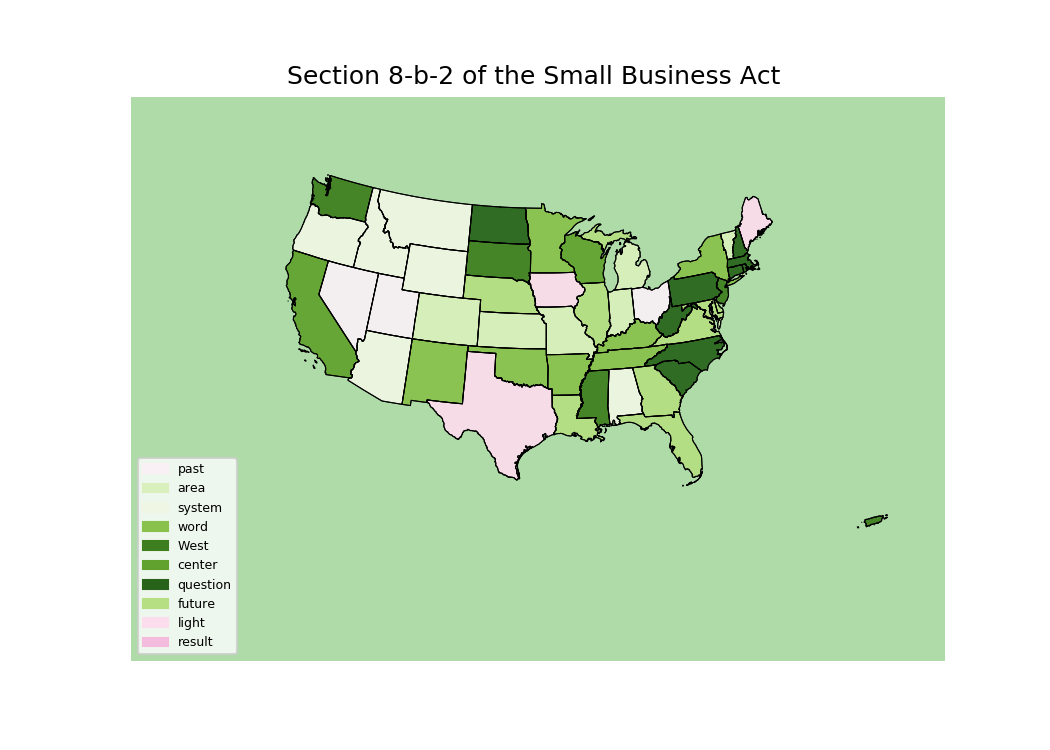 Section 8-b-2 of the Small Business Act
past
area
system
word
West
center
question
future
light
result